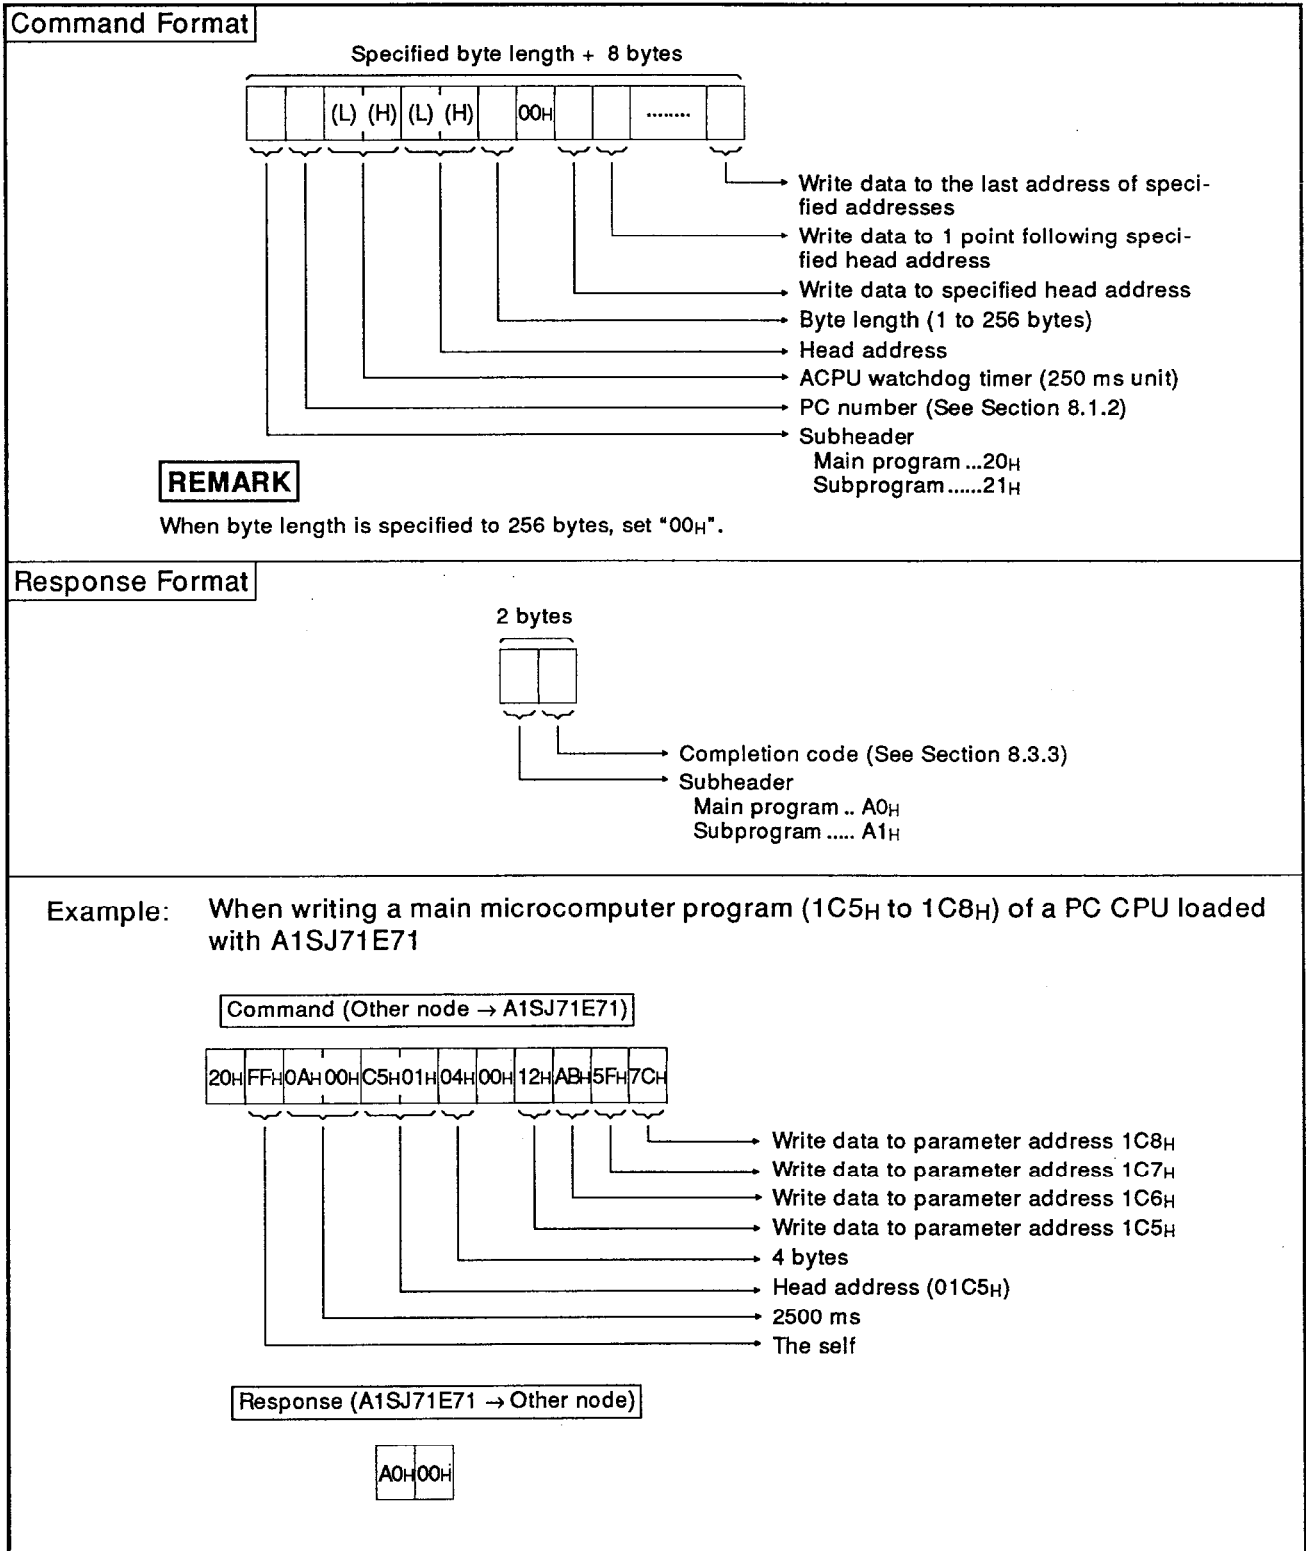 Command Format
Specified byte length + 8 bytes
(L) (H) (L) (H) 00H ........
Write data to the last address of speci-
fied addresses
Write data to 1 point following speci-
fied head address
Write data to specified head address
Byte length (1 to 256 bytes)
Head address
ACPU watchdog timer (250 ms unit)
PC number (See Section 8.1.2)
Subheader
Main program ...20H
Subprogram......21H
REMARK
When byte length is specified to 256 bytes, set "00H".
Response Format
2 bytes
Completion code (See Section 8.3.3)
Subheader
Main program .. A0H
Subprogram ..... A1H
Example: When writing a main microcomputer program (1C5H to 1C8H) of a PC CPU loaded
with A1SJ71E71
Command (Other node → A1SJ71E71)
20H FFH 0AH 00H C5H 01H 04H 00H 12H ABH 5FH 7CH
Write data to parameter address 1C8H
Write data to parameter address 1C7H
Write data to parameter address 1C6H
Write data to parameter address 1C5H
4 bytes
Head address (01C5H)
2500 ms
The self
Response (A1SJ71E71 → Other node)
A0H 00H